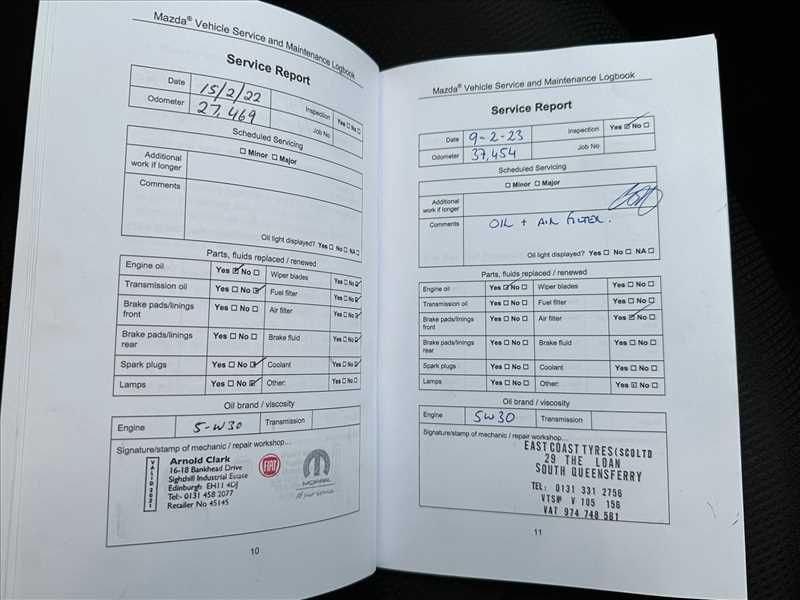 Mazda® Vehicle Service and Maintenance Logbook
Service Report
Date 15/2/22 Inspection Yes ☐ No ☐
Odometer 27,469 Job No
Scheduled Servicing
☐ Minor ☐ Major
Additional
work if longer
Comments
Oil light displayed? Yes ☐ No ☐ NA ☐
Parts, fluids replaced / renewed
Engine oil Yes ☑ No ☐ Wiper blades Yes ☐ No ☑
Transmission oil Yes ☐ No ☑ Fuel filter Yes ☐ No ☑
Brake pads/linings
front Yes ☐ No ☐ Air filter Yes ☐ No ☑
Brake pads/linings
rear Yes ☐ No ☐ Brake fluid Yes ☐ No ☐
Spark plugs Yes ☐ No ☑ Coolant Yes ☐ No ☑
Lamps Yes ☐ No ☑ Other: Yes ☐ No ☐
Oil brand / viscosity
Engine 5-W30 Transmission
Signature/stamp of mechanic / repair workshop...
VALID 2021
Arnold Clark
16-18 Bankhead Drive
Sighthill Industrial Estate
Edinburgh EH11 4DJ
Tel:- 0131 458 2077
Retailer No 45145
FIAT
MOPAR
10
Mazda® Vehicle Service and Maintenance Logbook
Service Report
Date 9-2-23 Inspection Yes ☑ No ☐
Odometer 37,454 Job No
Scheduled Servicing
☐ Minor ☐ Major
Additional
work if longer
Comments OIL + AIR FILTER.
Oil light displayed? Yes ☐ No ☐ NA ☐
Parts, fluids replaced / renewed
Engine oil Yes ☑ No ☐ Wiper blades Yes ☐ No ☐
Transmission oil Yes ☐ No ☐ Fuel filter Yes ☐ No ☐
Brake pads/linings
front Yes ☐ No ☐ Air filter Yes ☑ No ☐
Brake pads/linings
rear Yes ☐ No ☐ Brake fluid Yes ☐ No ☐
Spark plugs Yes ☐ No ☐ Coolant Yes ☐ No ☐
Lamps Yes ☐ No ☐ Other: Yes ☐ No ☐
Oil brand / viscosity
Engine 5W30 Transmission
Signature/stamp of mechanic / repair workshop...
EAST COAST TYRES(SCO)LTD
29 THE LOAN
SOUTH QUEENSFERRY
TEL: 0131 331 2756
VTS# V 105 156
VAT 974 748 581
11